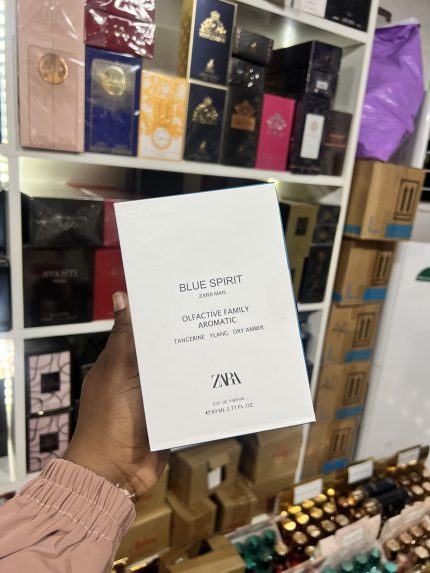 BLUE SPIRIT
ZARA MAN
OLFACTIVE FAMILY
AROMATIC
TANGERINE YLANG DRY AMBER
ZARA
EAU DE PARFUM
℮ 80 ML 2.71 FL. OZ.